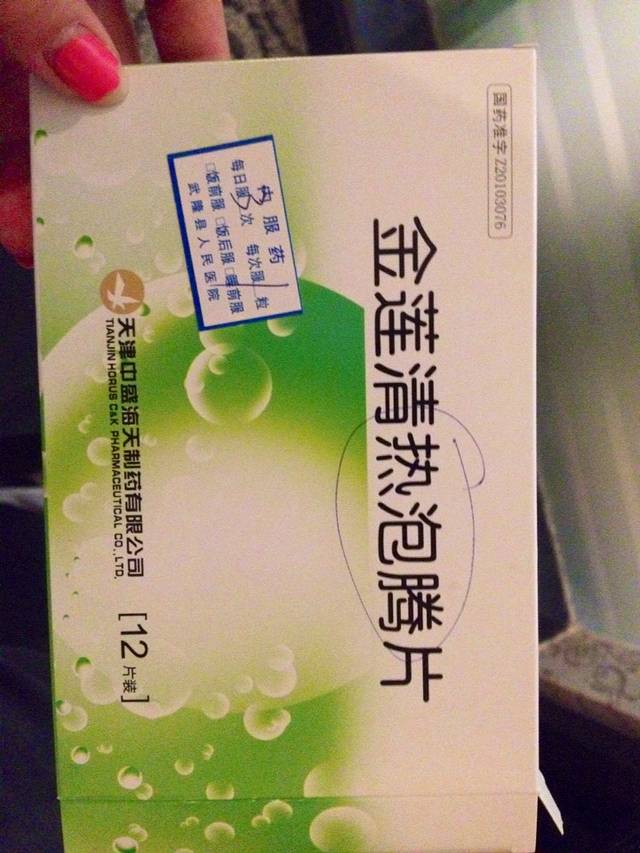 国药准字 Z20103076
金莲清热泡腾片
内服药
每日服3次 每次服1粒
□饭前服 □饭后服 □睡前服
武隆县人民医院
天津中盛海天制药有限公司
TIANJIN HORUS C&K PHARMACEUTICAL CO.,LTD.
[12片装]